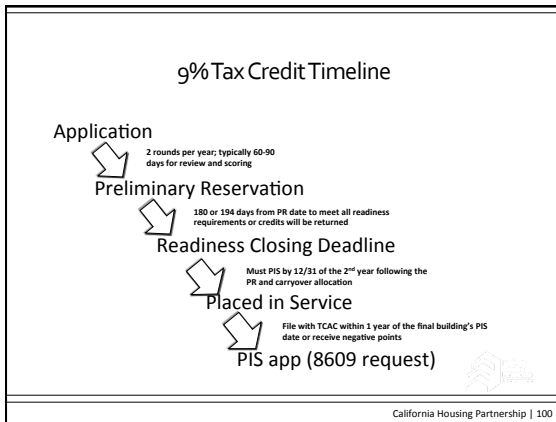 9% Tax Credit Timeline
Application
2 rounds per year; typically 60-90
days for review and scoring
Preliminary Reservation
180 or 194 days from PR date to meet all readiness
requirements or credits will be returned
Readiness Closing Deadline
Must PIS by 12/31 of the 2nd year following the
PR and carryover allocation
Placed in Service
File with TCAC within 1 year of the final building's PIS
date or receive negative points
PIS app (8609 request)
California Housing Partnership | 100